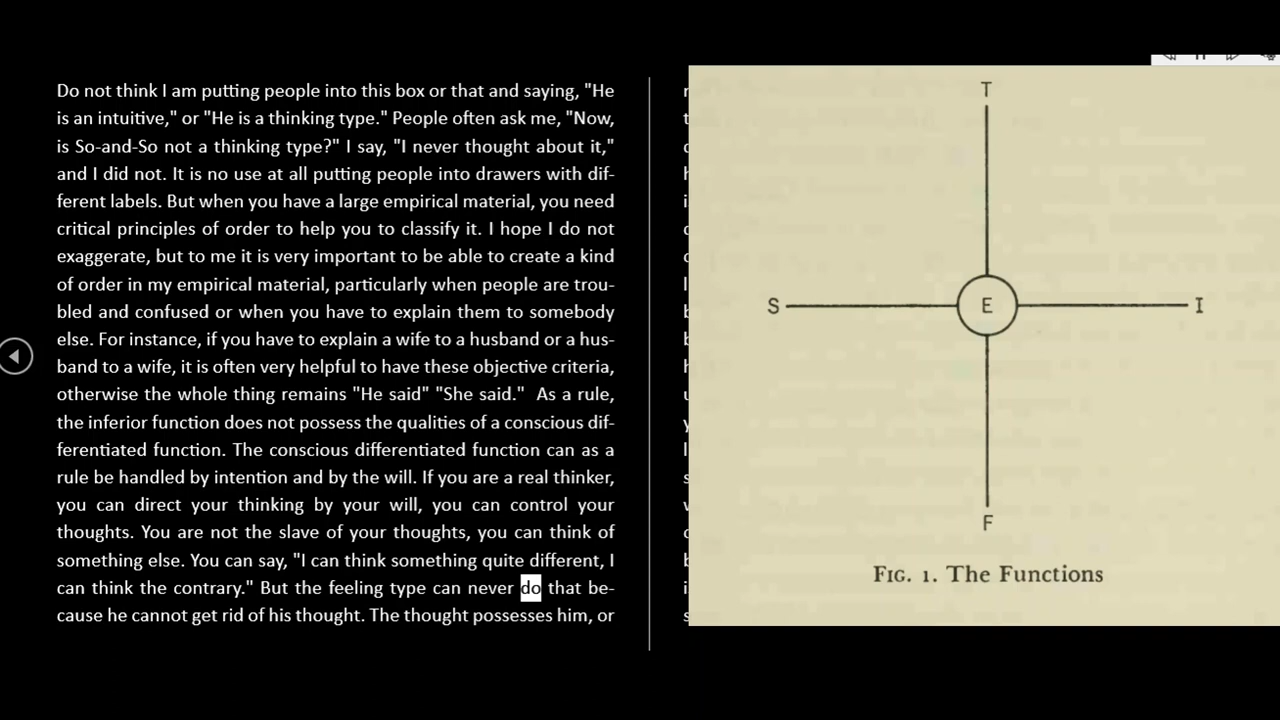 Do not think I am putting people into this box or that and saying, "He
is an intuitive," or "He is a thinking type." People often ask me, "Now,
is So-and-So not a thinking type?" I say, "I never thought about it,"
and I did not. It is no use at all putting people into drawers with dif-
ferent labels. But when you have a large empirical material, you need
critical principles of order to help you to classify it. I hope I do not
exaggerate, but to me it is very important to be able to create a kind
of order in my empirical material, particularly when people are trou-
bled and confused or when you have to explain them to somebody
else. For instance, if you have to explain a wife to a husband or a hus-
band to a wife, it is often very helpful to have these objective criteria,
otherwise the whole thing remains "He said" "She said." As a rule,
the inferior function does not possess the qualities of a conscious dif-
ferentiated function. The conscious differentiated function can as a
rule be handled by intention and by the will. If you are a real thinker,
you can direct your thinking by your will, you can control your
thoughts. You are not the slave of your thoughts, you can think of
something else. You can say, "I can think something quite different, I
can think the contrary." But the feeling type can never do that be-
cause he cannot get rid of his thought. The thought possesses him, or
T
S
E
I
F
FIG. 1. The Functions